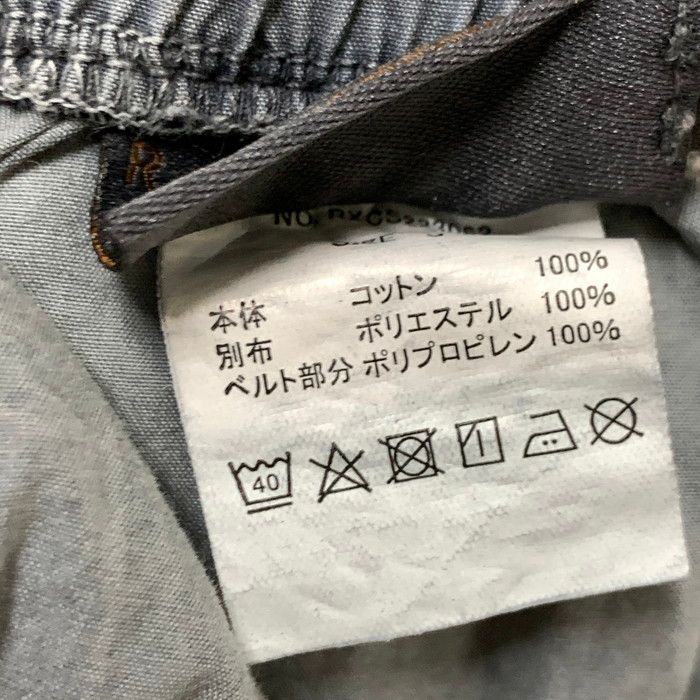 R
NO.
本体 コットン 100%
別布 ポリエステル 100%
ベルト部分 ポリプロピレン 100%
40